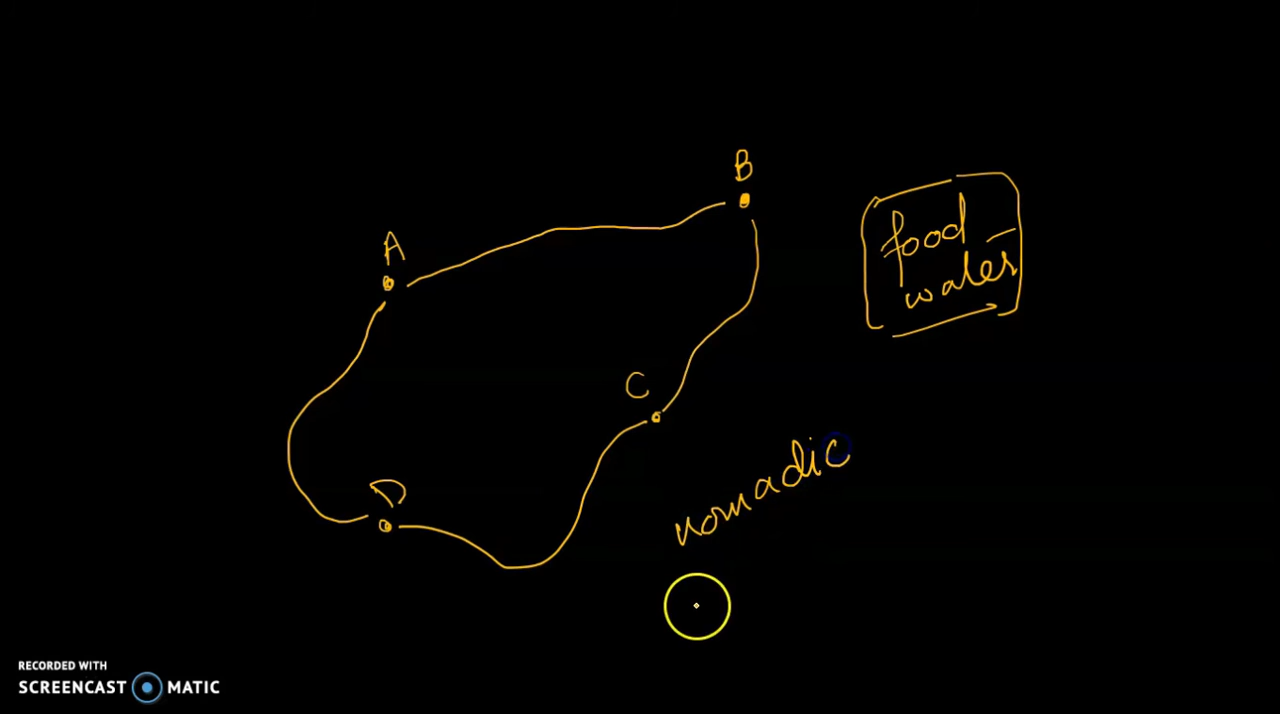 B
A
food
water
C
nomadic
D
RECORDED WITH
SCREENCAST MATIC